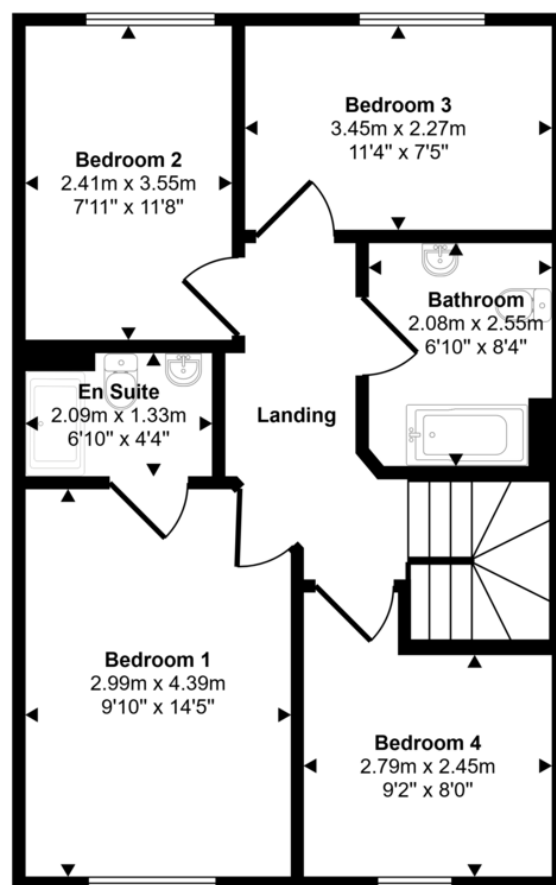 Bedroom 2
2.41m x 3.55m
7'11" x 11'8"
Bedroom 3
3.45m x 2.27m
11'4" x 7'5"
Bathroom
2.08m x 2.55m
6'10" x 8'4"
En Suite
2.09m x 1.33m
6'10" x 4'4"
Landing
Bedroom 1
2.99m x 4.39m
9'10" x 14'5"
Bedroom 4
2.79m x 2.45m
9'2" x 8'0"